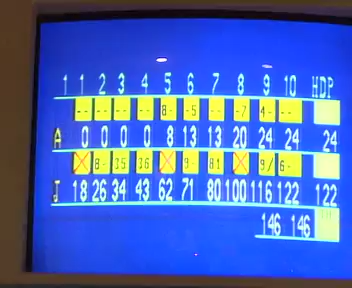 1 1 2 3 4 5 6 7 8 9 10 HDP
-- -- -- -- 8- -5 -- -/ 4- --
A 0 0 0 0 8 13 13 20 24 24 24
X 8- 35 36 X 9- 81 X 9/ 6-
J 18 26 34 43 62 71 80 100 116 122 122
146 146